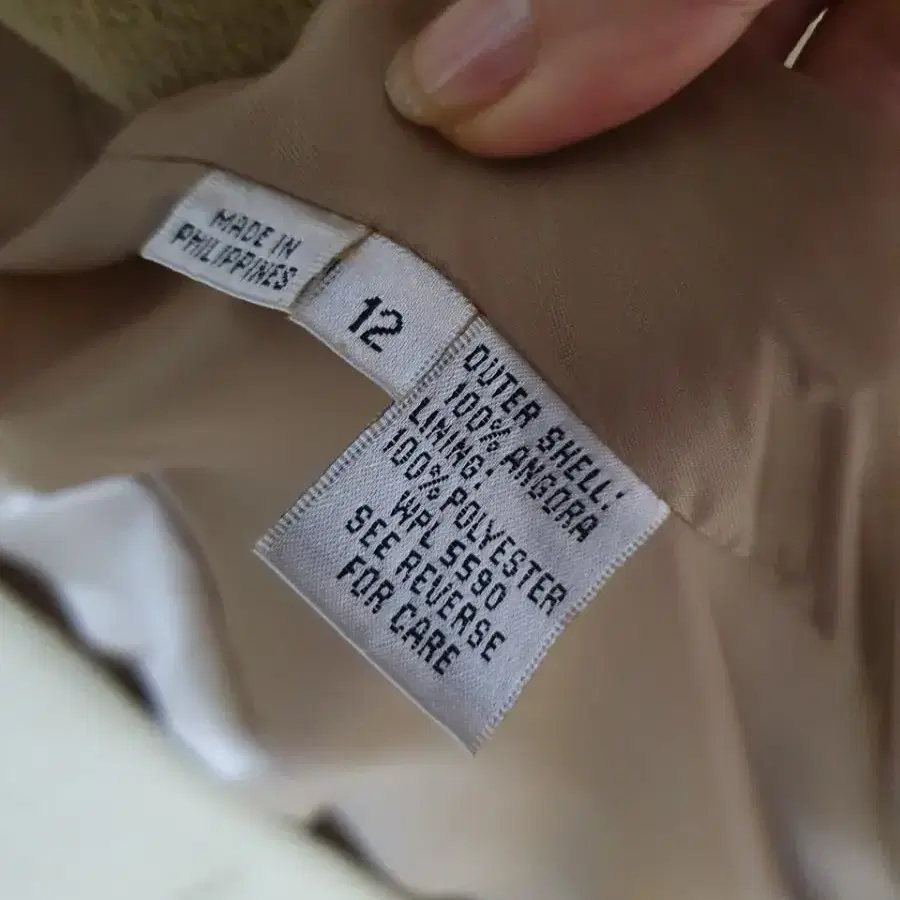 MADE IN
PHILIPPINES
12
OUTER SHELL:
100% ANGORA
LINING:
100% POLYESTER
WPL 5590
SEE REVERSE
FOR CARE